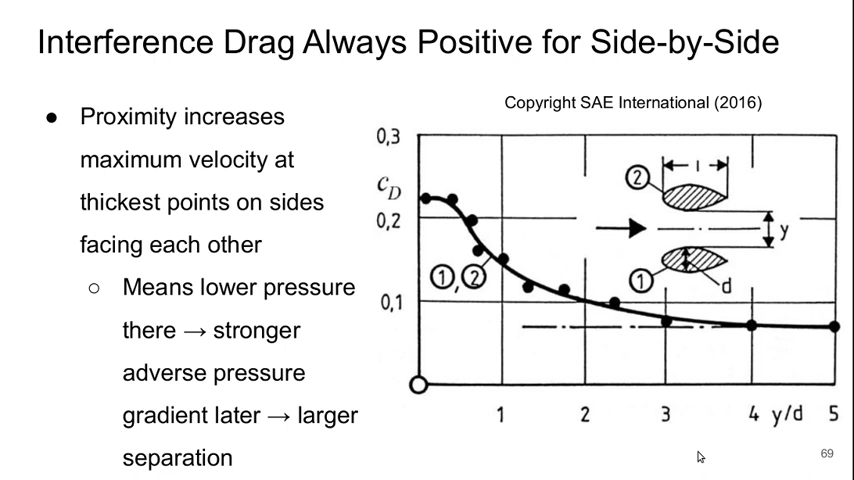 Interference Drag Always Positive for Side-by-Side
● Proximity increases
maximum velocity at
thickest points on sides
facing each other
○ Means lower pressure
there → stronger
adverse pressure
gradient later → larger
separation
Copyright SAE International (2016)
0,3
c_D
0,2
0,1
1,2
2
l
y
1
d
1 2 3 4 y/d 5
69